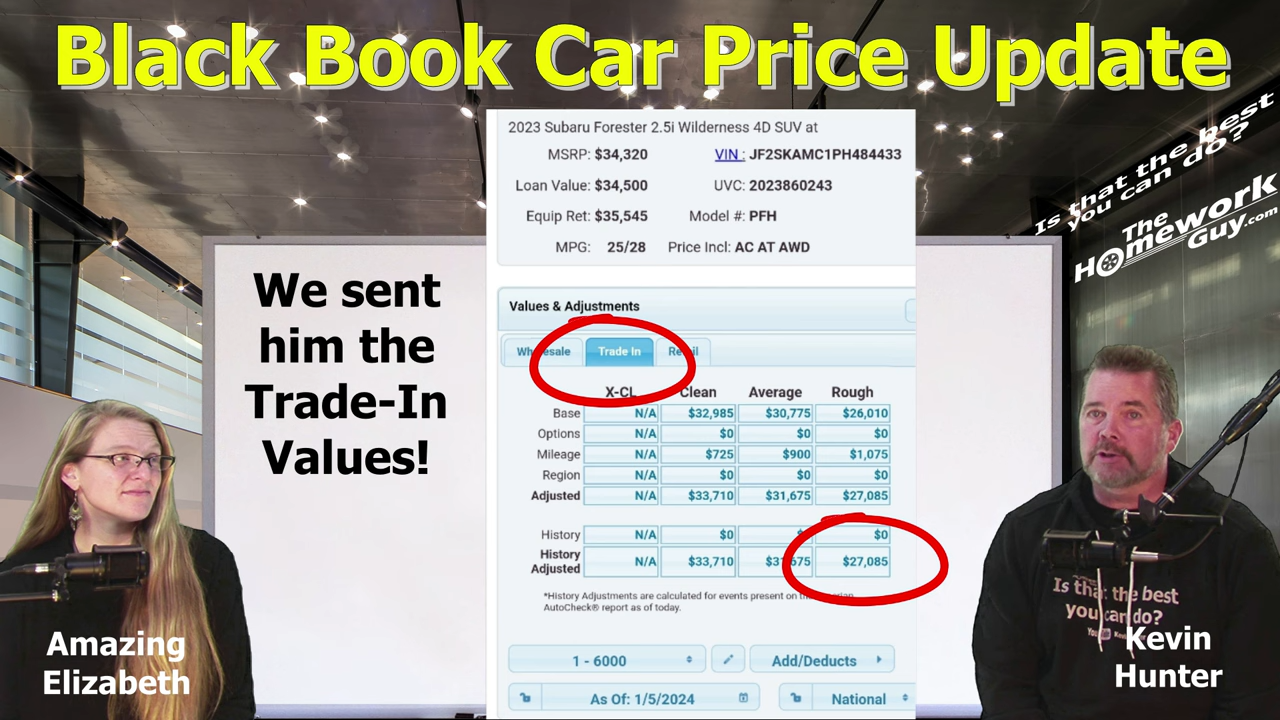 Black Book Car Price Update
2023 Subaru Forester 2.5i Wilderness 4D SUV at
MSRP: $34,320 VIN : JF2SKAMC1PH484433
Loan Value: $34,500 UVC: 2023860243
Equip Ret: $35,545 Model #: PFH
MPG: 25/28 Price Incl: AC AT AWD
Is that the best
you can do?
The
Homework
Guy.com
We sent
him the
Trade-In
Values!
Values & Adjustments
Trade In
X-CL Clean Average Rough
Base N/A $32,985 $30,775 $26,010
Options N/A $0 $0 $0
Mileage N/A $725 $900 $1,075
Region N/A $0 $0 $0
Adjusted N/A $33,710 $31,675 $27,085
History N/A $0 $0
History
Adjusted N/A $33,710 $27,085
*History Adjustments are calculated for events present on
AutoCheck® report as of today.
1 - 6000 Add/Deducts
As Of: 1/5/2024 National
Is that the best
you can do?
Amazing
Elizabeth
Kevin
Hunter